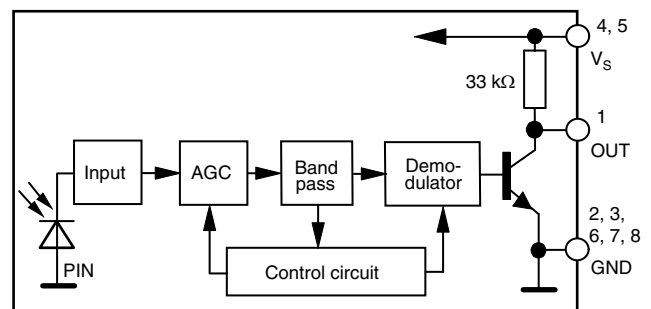 4, 5
V_S
33 kΩ
1
OUT
Input
AGC
Band
pass
Demo-
dulator
2, 3,
6, 7, 8
GND
PIN
Control circuit